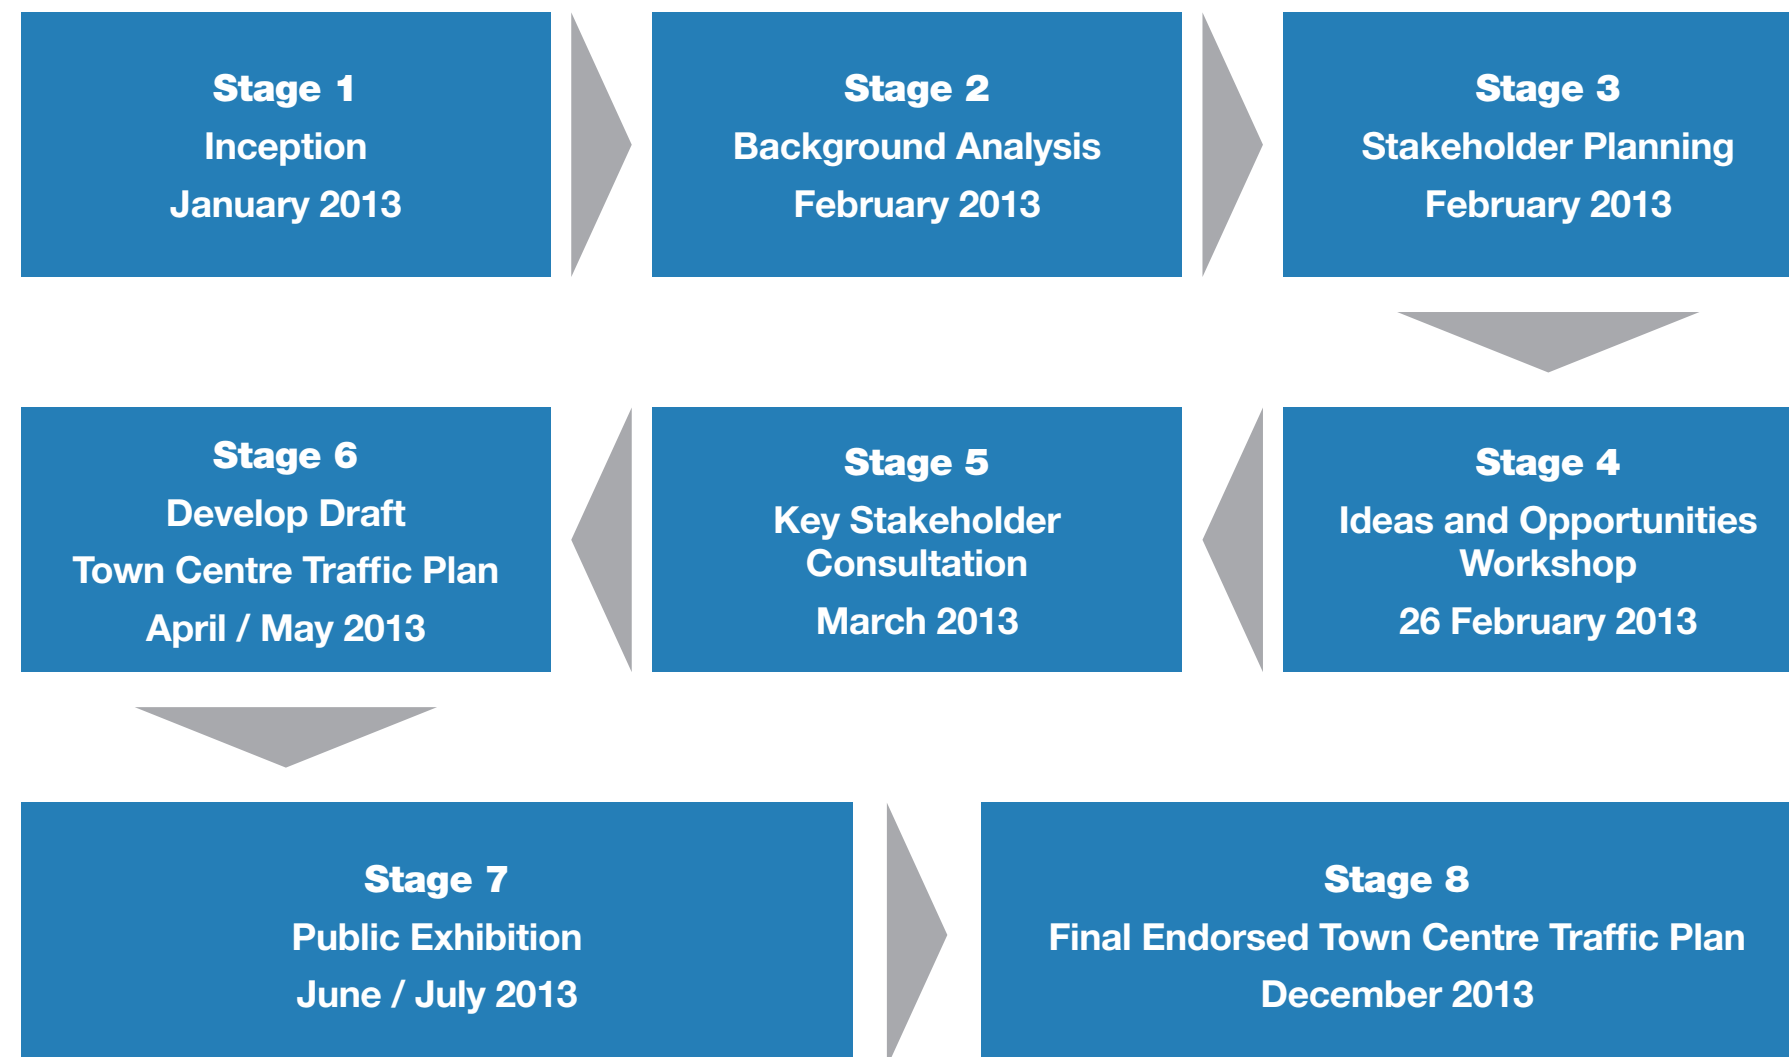 Stage 1
Inception
January 2013
Stage 2
Background Analysis
February 2013
Stage 3
Stakeholder Planning
February 2013
Stage 4
Ideas and Opportunities
Workshop
26 February 2013
Stage 5
Key Stakeholder
Consultation
March 2013
Stage 6
Develop Draft
Town Centre Traffic Plan
April / May 2013
Stage 7
Public Exhibition
June / July 2013
Stage 8
Final Endorsed Town Centre Traffic Plan
December 2013